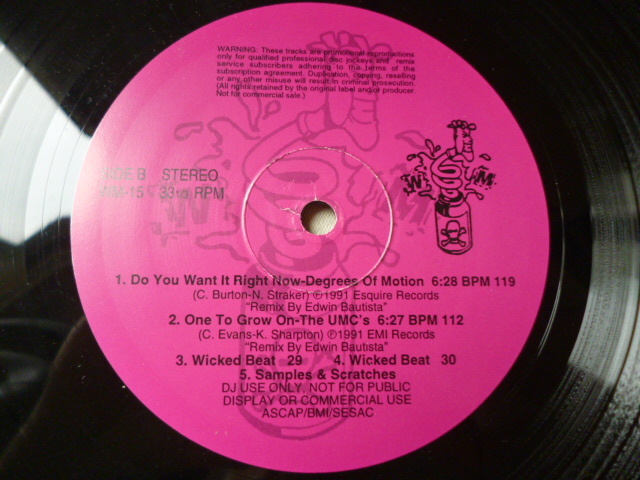 WARNING: These tracks are promotional reproductions
only for qualified professional disc jockeys and remix
service subscribers adhering to the terms of the
subscription agreement. Duplication, copying, reselling
or any other misuse will result in criminal prosecution.
(All rights retained by the original label and/or producer.
Not for commercial sale.)
SIDE B STEREO
WM-15 33⅓ RPM
W M
W M
1. Do You Want It Right Now-Degrees Of Motion 6:28 BPM 119
(C. Burton-N. Straker) ℗1991 Esquire Records
"Remix By Edwin Bautista"
2. One To Grow On-The UMC's 6:27 BPM 112
(C. Evans-K. Sharpton) ℗1991 EMI Records
"Remix By Edwin Bautista"
3. Wicked Beat 29 4. Wicked Beat 30
5. Samples & Scratches
DJ USE ONLY, NOT FOR PUBLIC
DISPLAY OR COMMERCIAL USE
ASCAP/BMI/SESAC